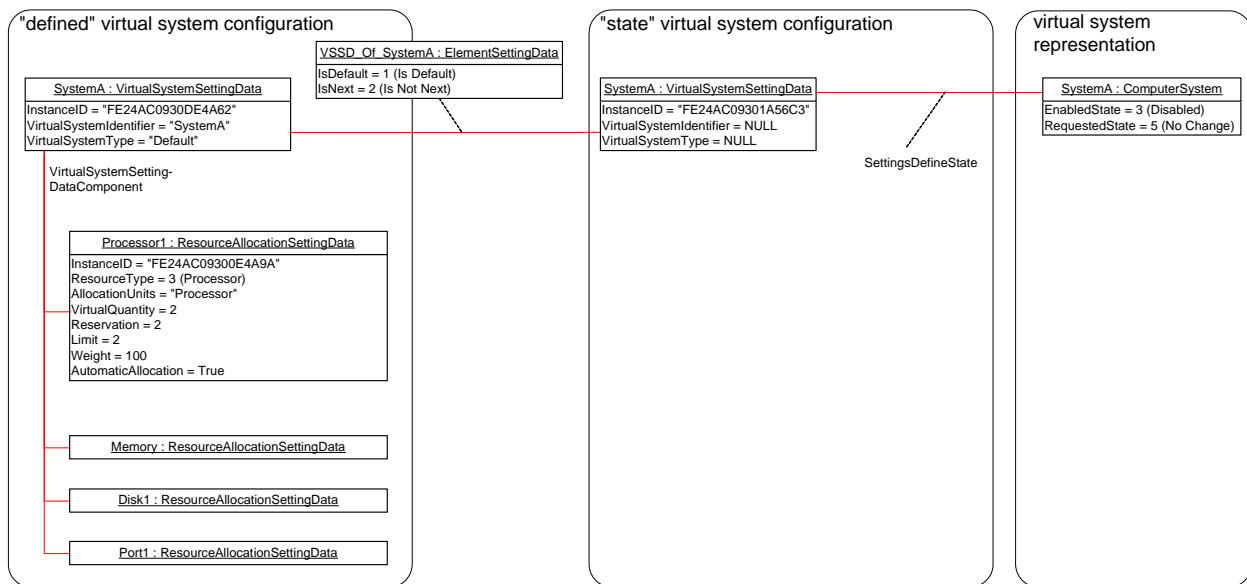 "defined" virtual system configuration
VSSD_Of_SystemA : ElementSettingData
IsDefault = 1 (Is Default)
IsNext = 2 (Is Not Next)
SystemA : VirtualSystemSettingData
InstanceID = "FE24AC0930DE4A62"
VirtualSystemIdentifier = "SystemA"
VirtualSystemType = "Default"
VirtualSystemSetting-
DataComponent
Processor1 : ResourceAllocationSettingData
InstanceID = "FE24AC09300E4A9A"
ResourceType = 3 (Processor)
AllocationUnits = "Processor"
VirtualQuantity = 2
Reservation = 2
Limit = 2
Weight = 100
AutomaticAllocation = True
Memory : ResourceAllocationSettingData
Disk1 : ResourceAllocationSettingData
Port1 : ResourceAllocationSettingData
"state" virtual system configuration
SystemA : VirtualSystemSettingData
InstanceID = "FE24AC09301A56C3"
VirtualSystemIdentifier = NULL
VirtualSystemType = NULL
SettingsDefineState
virtual system
representation
SystemA : ComputerSystem
EnabledState = 3 (Disabled)
RequestedState = 5 (No Change)